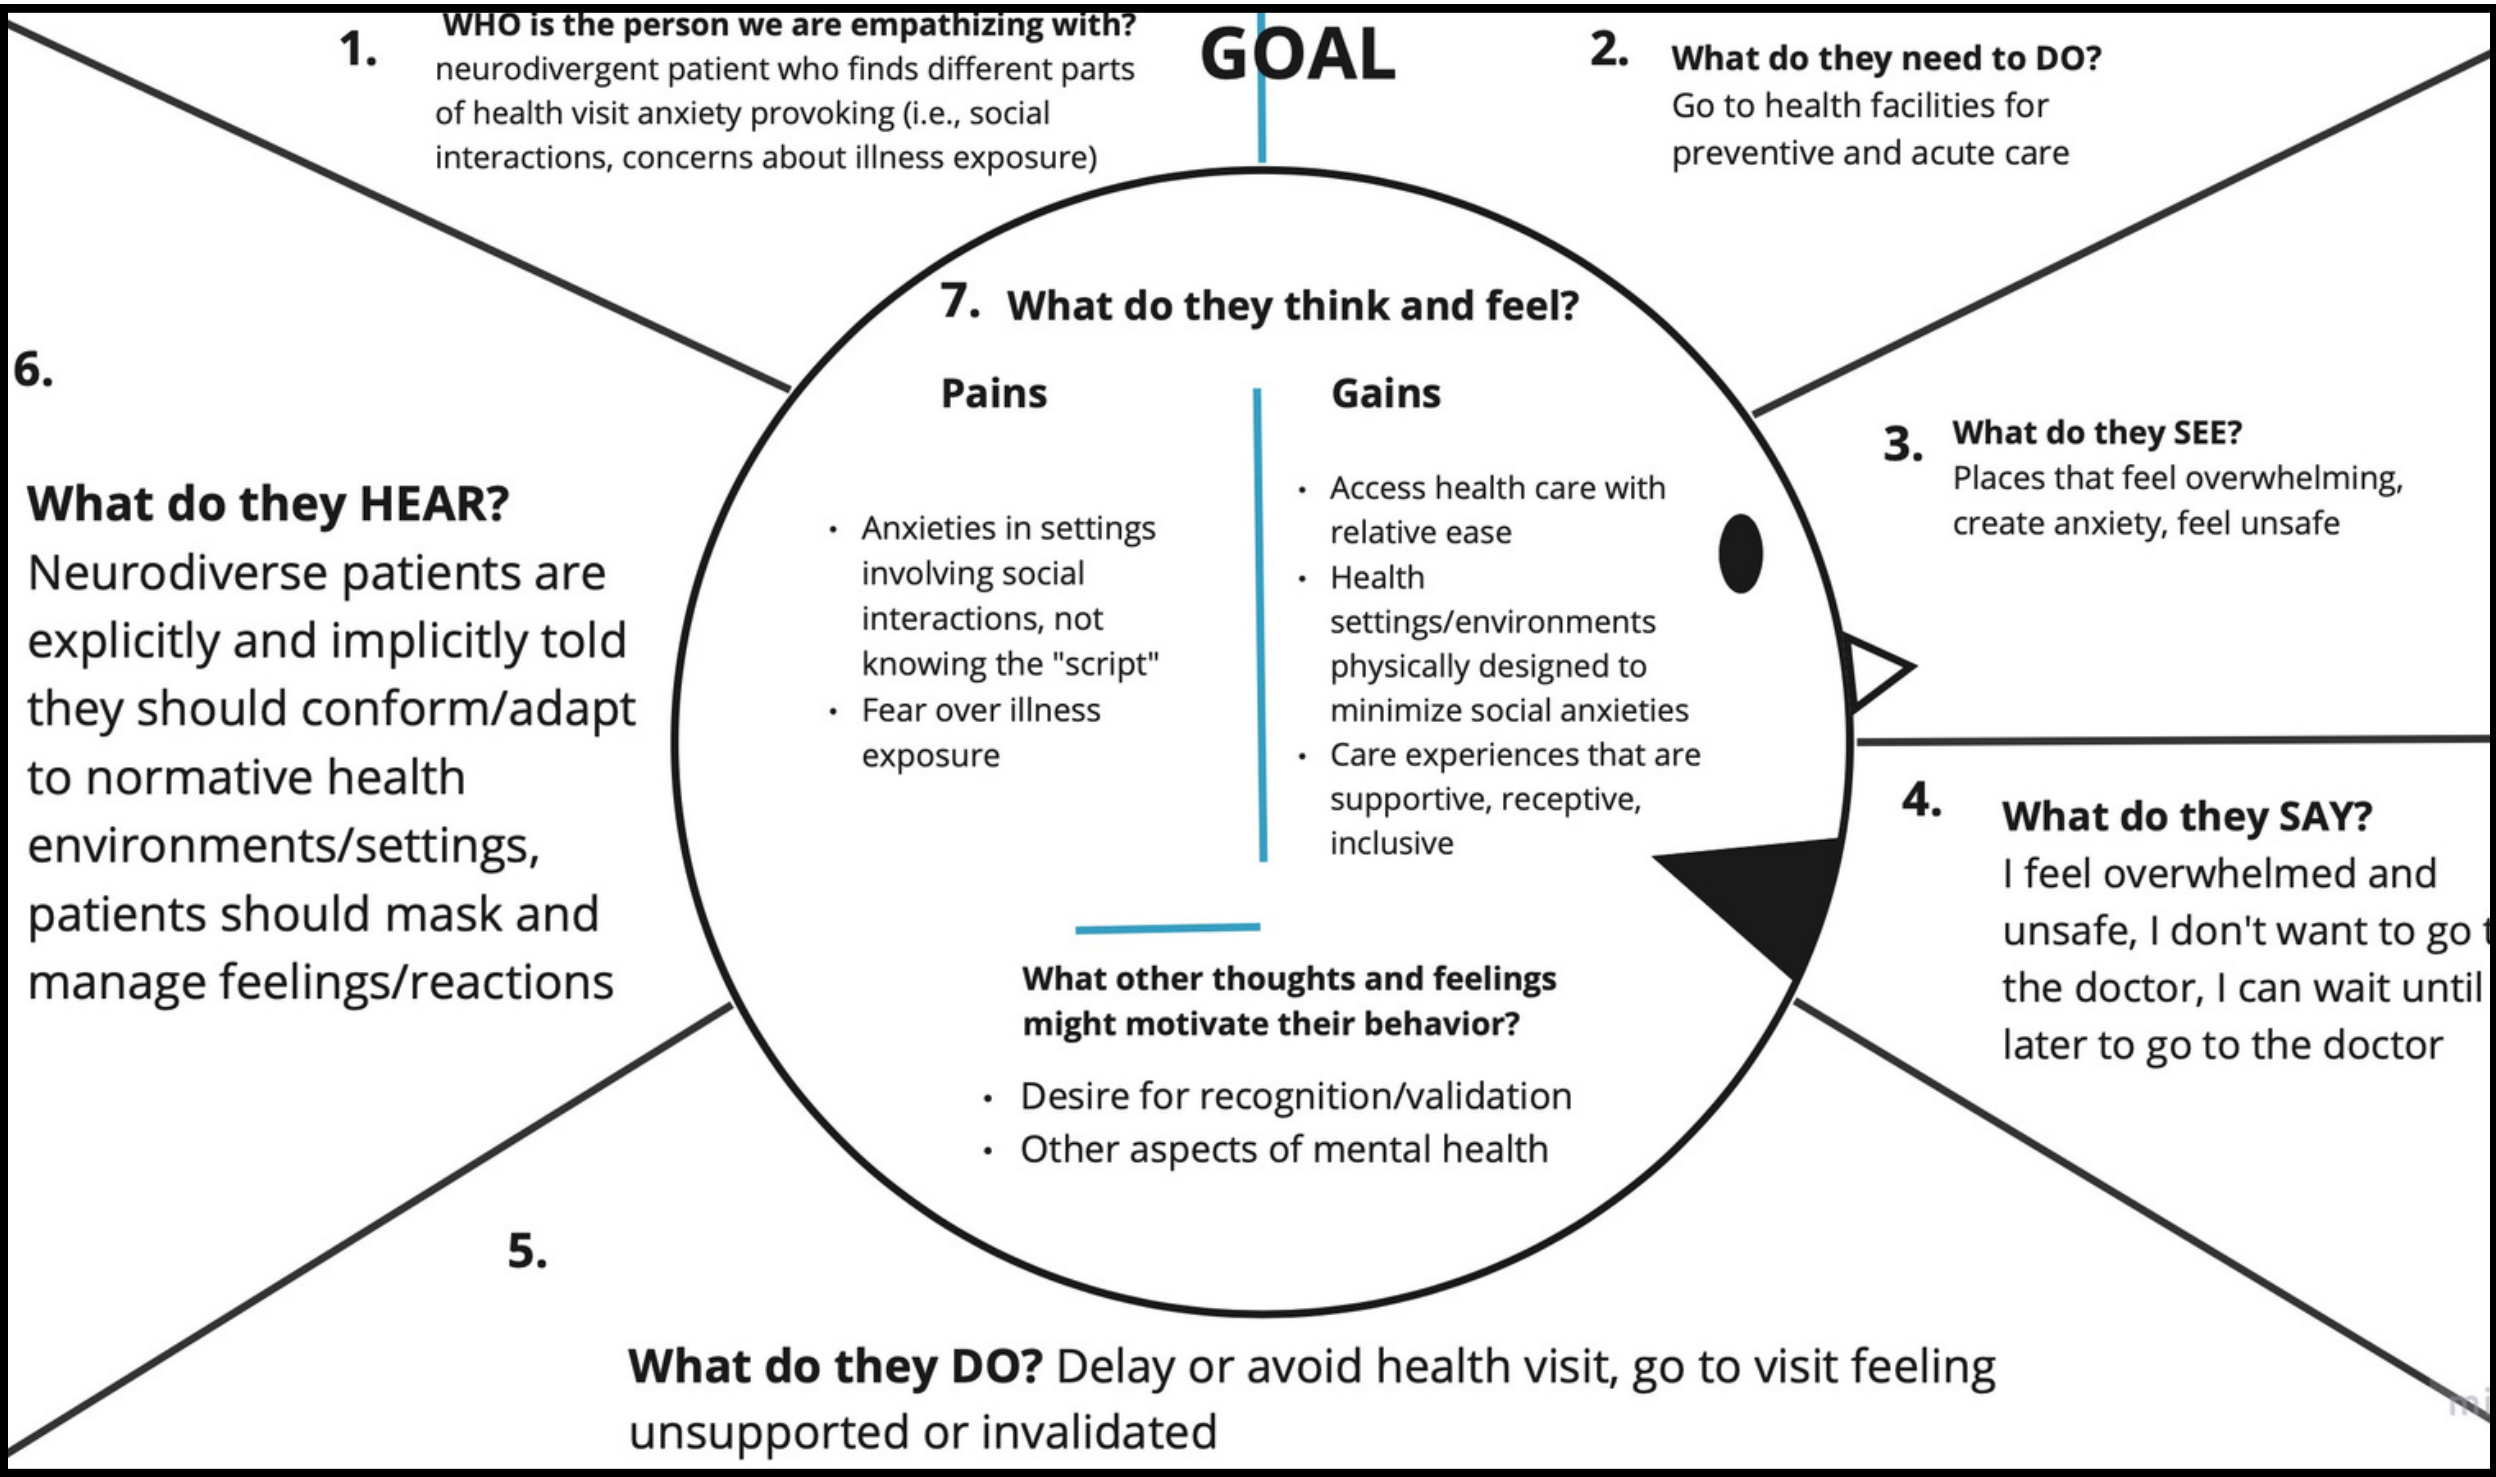 GOAL
1.
WHO is the person we are empathizing with?
neurodivergent patient who finds different parts
of health visit anxiety provoking (i.e., social
interactions, concerns about illness exposure)
2.
What do they need to DO?
Go to health facilities for
preventive and acute care
3.
What do they SEE?
Places that feel overwhelming,
create anxiety, feel unsafe
4.
What do they SAY?
I feel overwhelmed and
unsafe, I don't want to go t
the doctor, I can wait until
later to go to the doctor
5.
What do they DO? Delay or avoid health visit, go to visit feeling
unsupported or invalidated
6.
What do they HEAR?
Neurodiverse patients are
explicitly and implicitly told
they should conform/adapt
to normative health
environments/settings,
patients should mask and
manage feelings/reactions
7. What do they think and feel?
Pains
• Anxieties in settings
involving social
interactions, not
knowing the "script"
• Fear over illness
exposure
Gains
• Access health care with
relative ease
• Health
settings/environments
physically designed to
minimize social anxieties
• Care experiences that are
supportive, receptive,
inclusive
What other thoughts and feelings
might motivate their behavior?
• Desire for recognition/validation
• Other aspects of mental health
mi